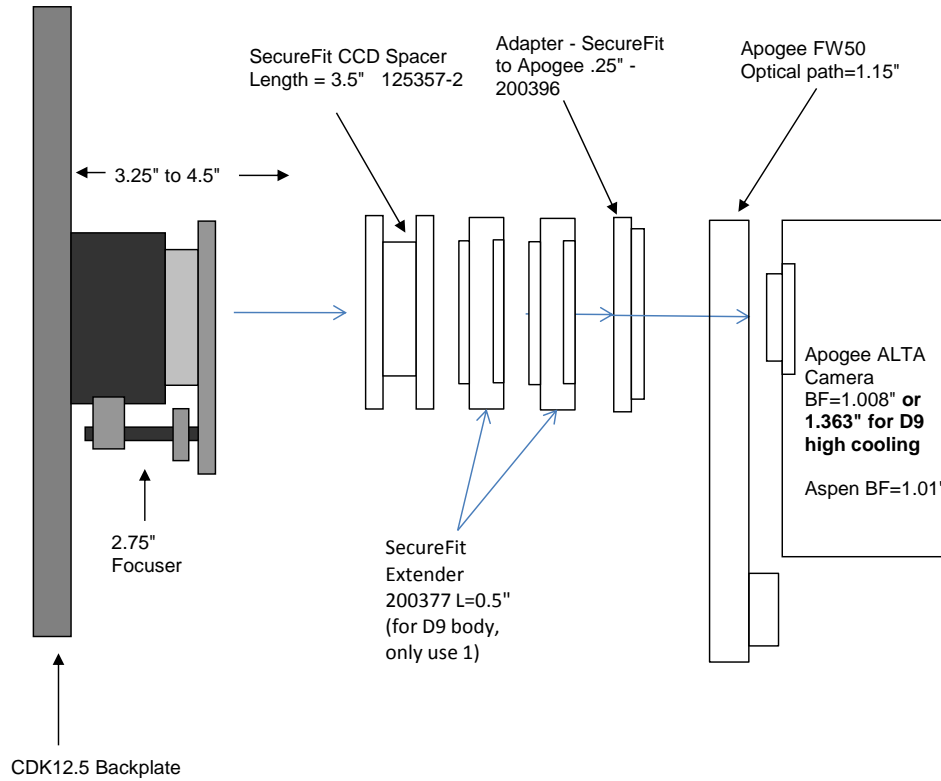 SecureFit CCD Spacer
Length = 3.5" 125357-2
Adapter - SecureFit
to Apogee .25" -
200396
Apogee FW50
Optical path=1.15"
3.25" to 4.5"
Apogee ALTA
Camera
BF=1.008" or
1.363" for D9
high cooling
Aspen BF=1.01"
2.75"
Focuser
SecureFit
Extender
200377 L=0.5"
(for D9 body,
only use 1)
CDK12.5 Backplate